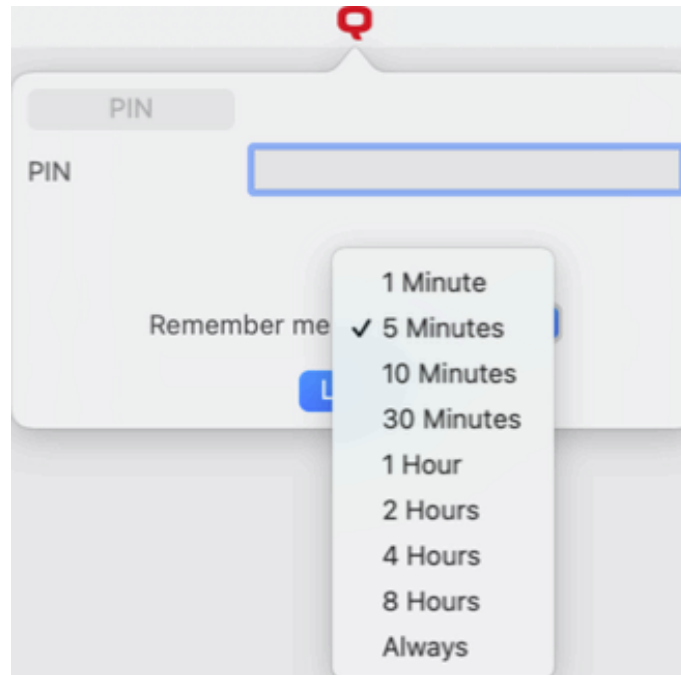 Q
PIN
PIN
1 Minute
Remember me ✓ 5 Minutes
10 Minutes
30 Minutes
L
1 Hour
2 Hours
4 Hours
8 Hours
Always